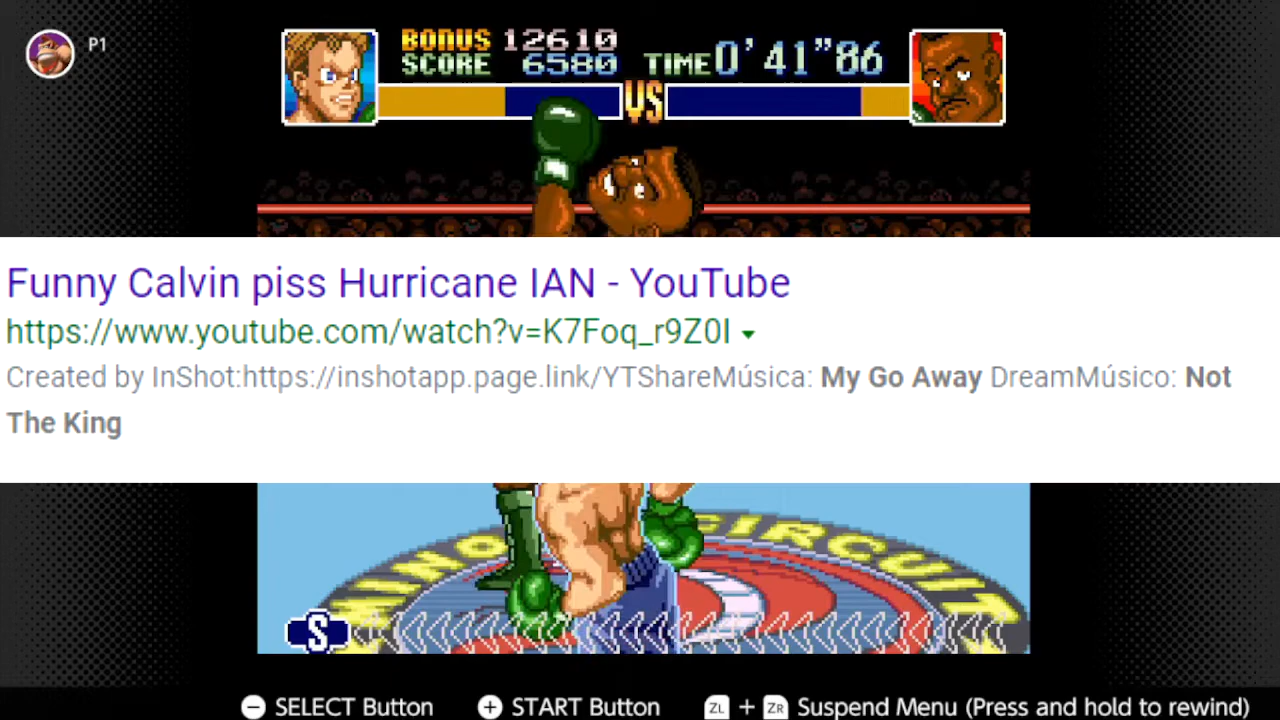 P1
BONUS 12610
SCORE 6580 TIME 0'41"86
VS
Funny Calvin piss Hurricane IAN - YouTube
https://www.youtube.com/watch?v=K7Foq_r9Z0I
Created by InShot:https://inshotapp.page.link/YTShareMúsica: My Go Away DreamMúsico: Not
The King
MINOR CIRCUIT
S
SELECT Button START Button ZL + ZR Suspend Menu (Press and hold to rewind)